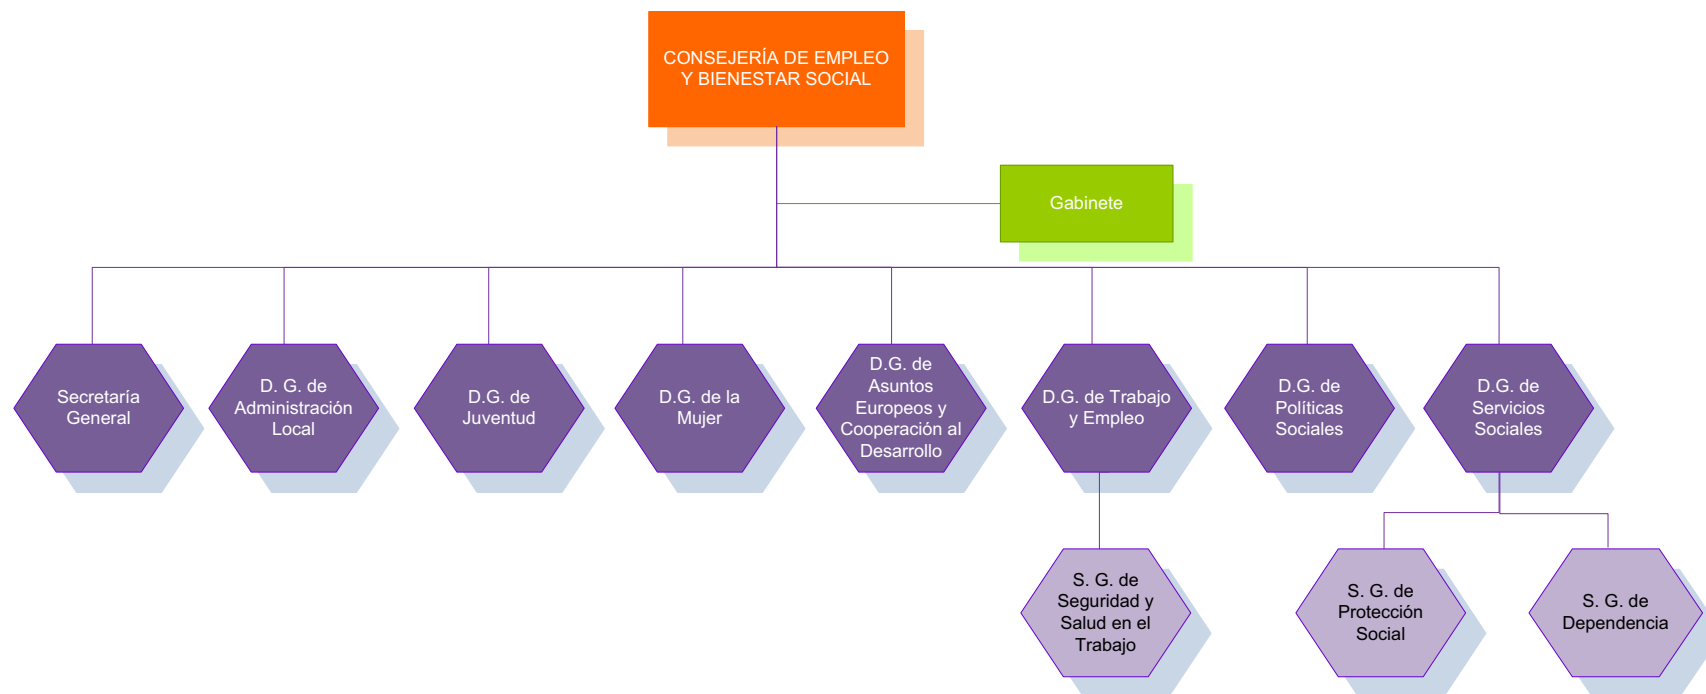 CONSEJERÍA DE EMPLEO
Y BIENESTAR SOCIAL
Gabinete
Secretaría
General
D. G. de
Administración
Local
D.G. de
Juventud
D.G. de la
Mujer
D.G. de
Asuntos
Europeos y
Cooperación al
Desarrollo
D.G. de Trabajo
y Empleo
D.G. de
Políticas
Sociales
D.G. de
Servicios
Sociales
S. G. de
Seguridad y
Salud en el
Trabajo
S. G. de
Protección
Social
S. G. de
Dependencia